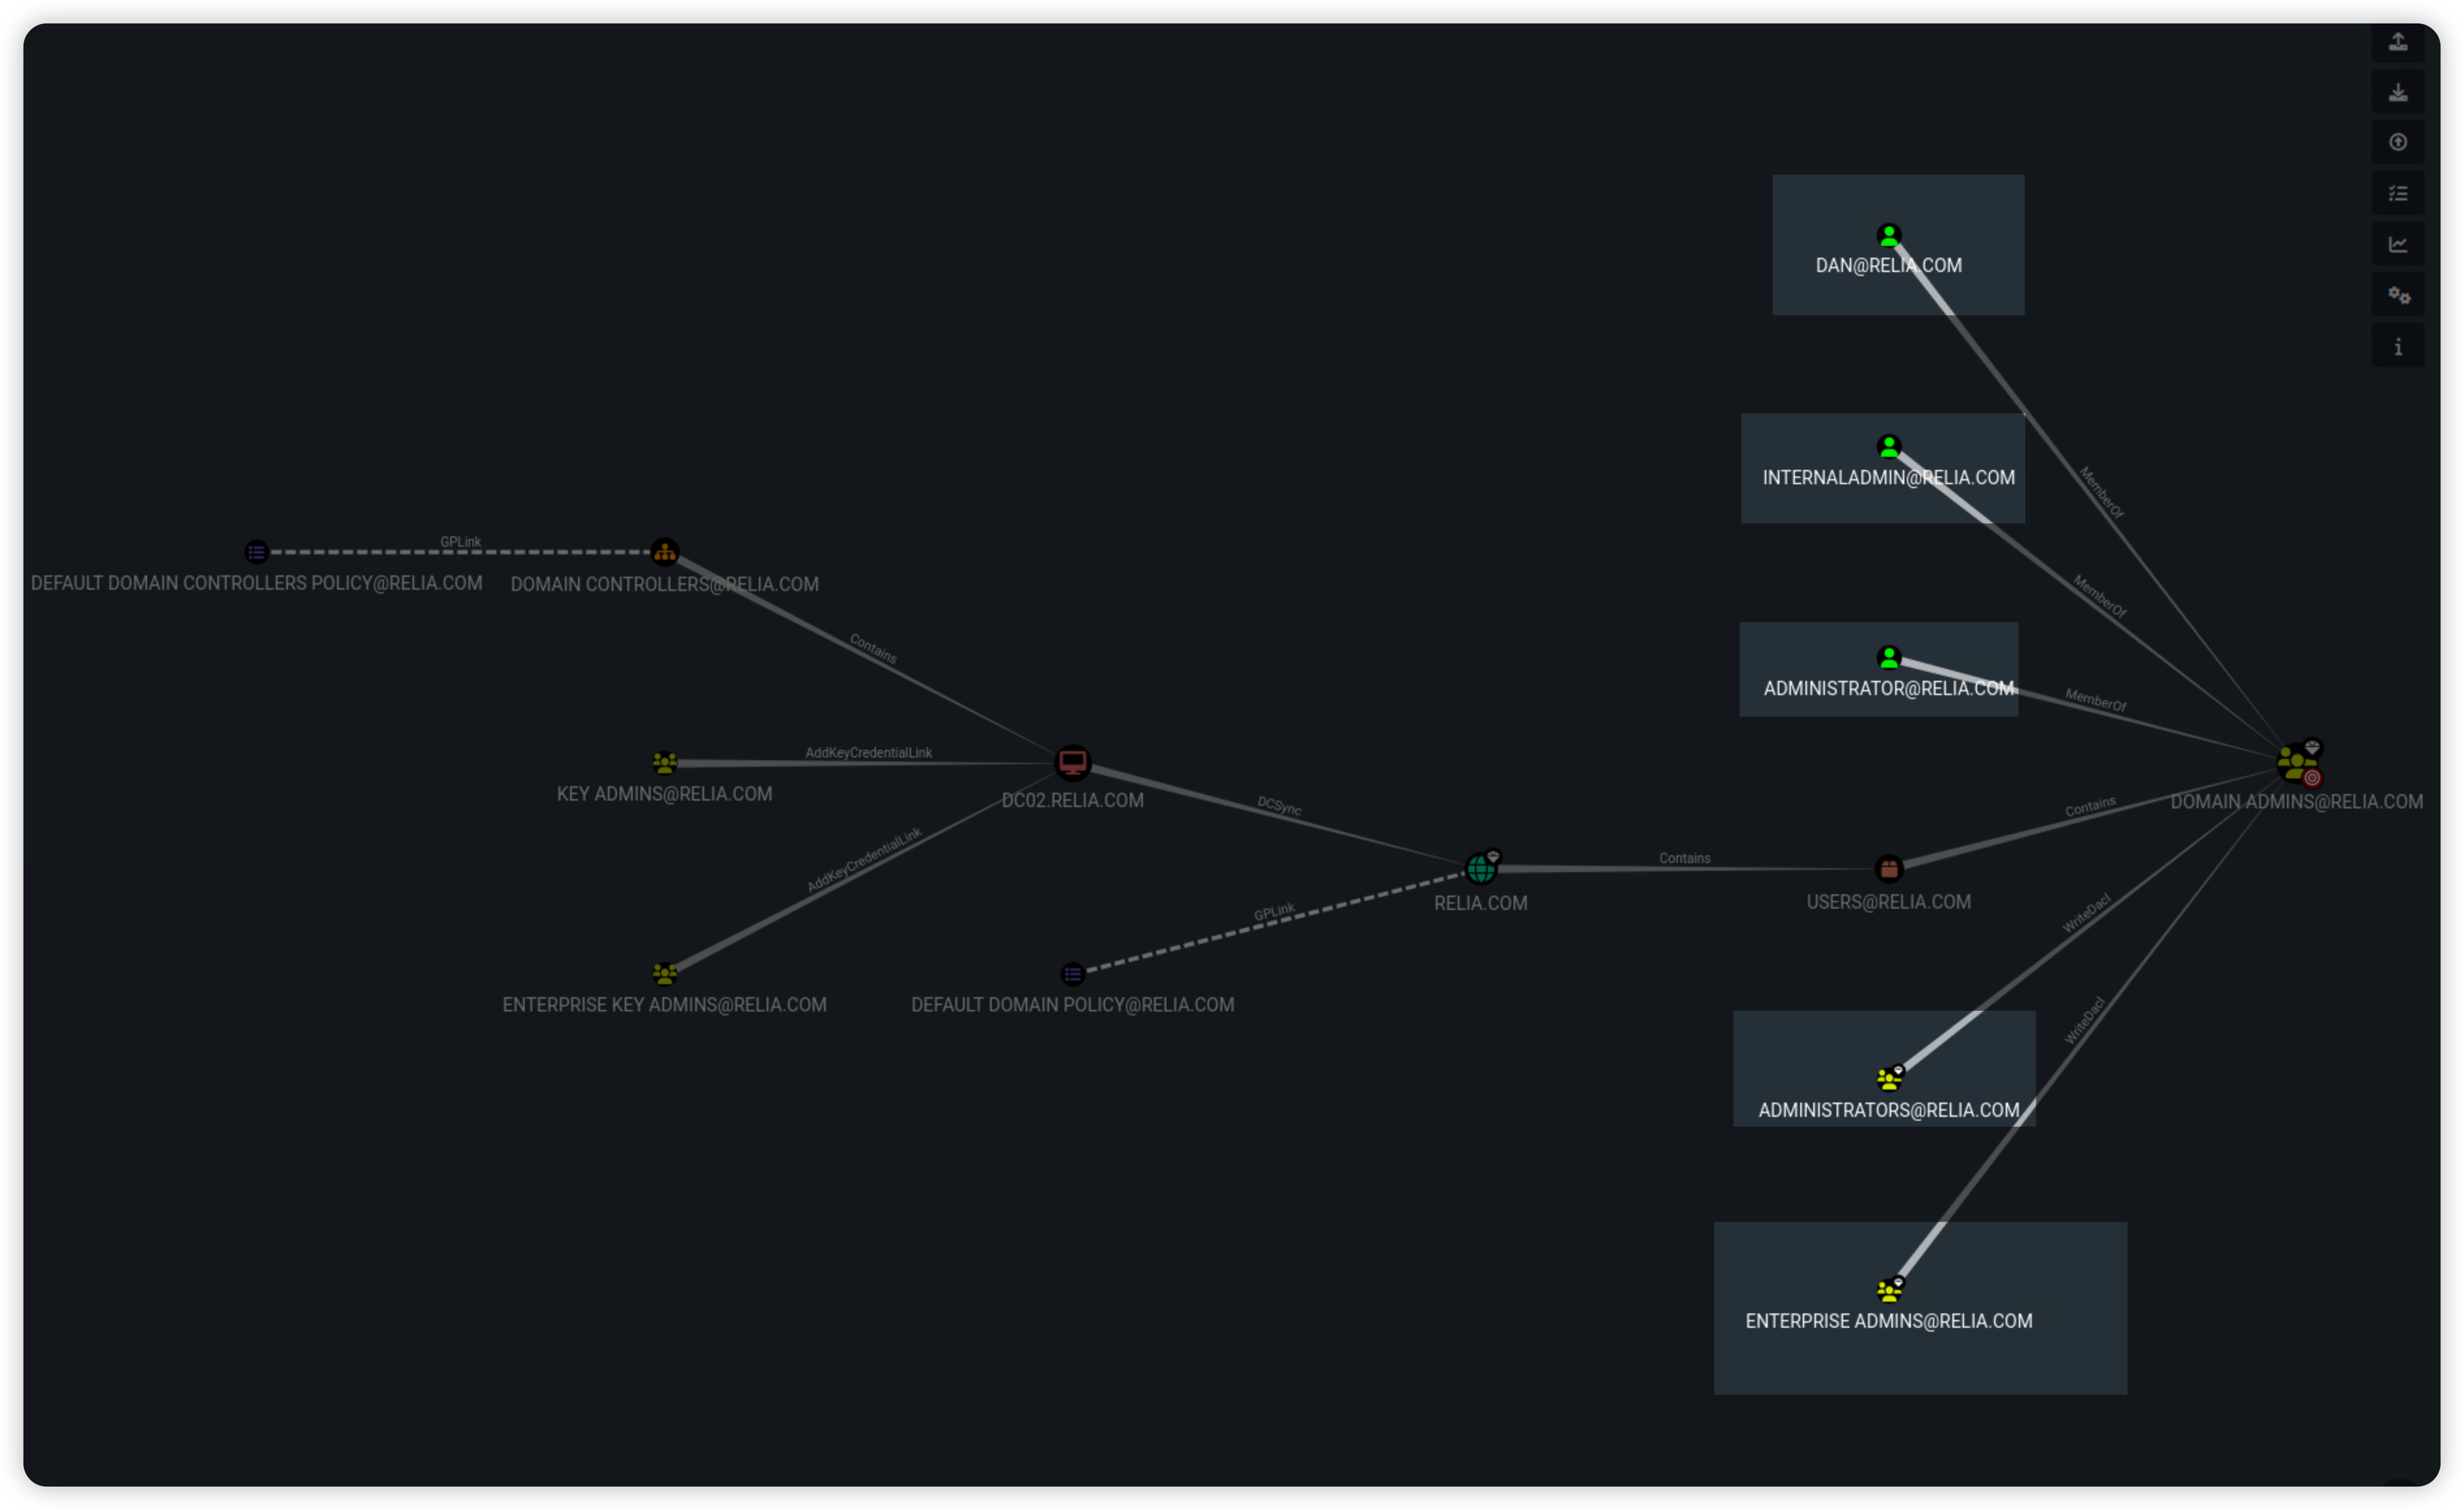 DAN@RELIA.COM
MemberOf
INTERNALADMIN@RELIA.COM
GPLink
DEFAULT DOMAIN CONTROLLERS POLICY@RELIA.COM
DOMAIN CONTROLLERS@RELIA.COM
MemberOf
Contains
ADMINISTRATOR@RELIA.COM
MemberOf
AddKeyCredentialLink
KEY ADMINS@RELIA.COM
DC02.RELIA.COM
DCSync
Contains
DOMAIN ADMINS@RELIA.COM
AddKeyCredentialLink
Contains
GPLink
RELIA.COM
USERS@RELIA.COM
WriteDacl
ENTERPRISE KEY ADMINS@RELIA.COM
DEFAULT DOMAIN POLICY@RELIA.COM
WriteDacl
ADMINISTRATORS@RELIA.COM
ENTERPRISE ADMINS@RELIA.COM